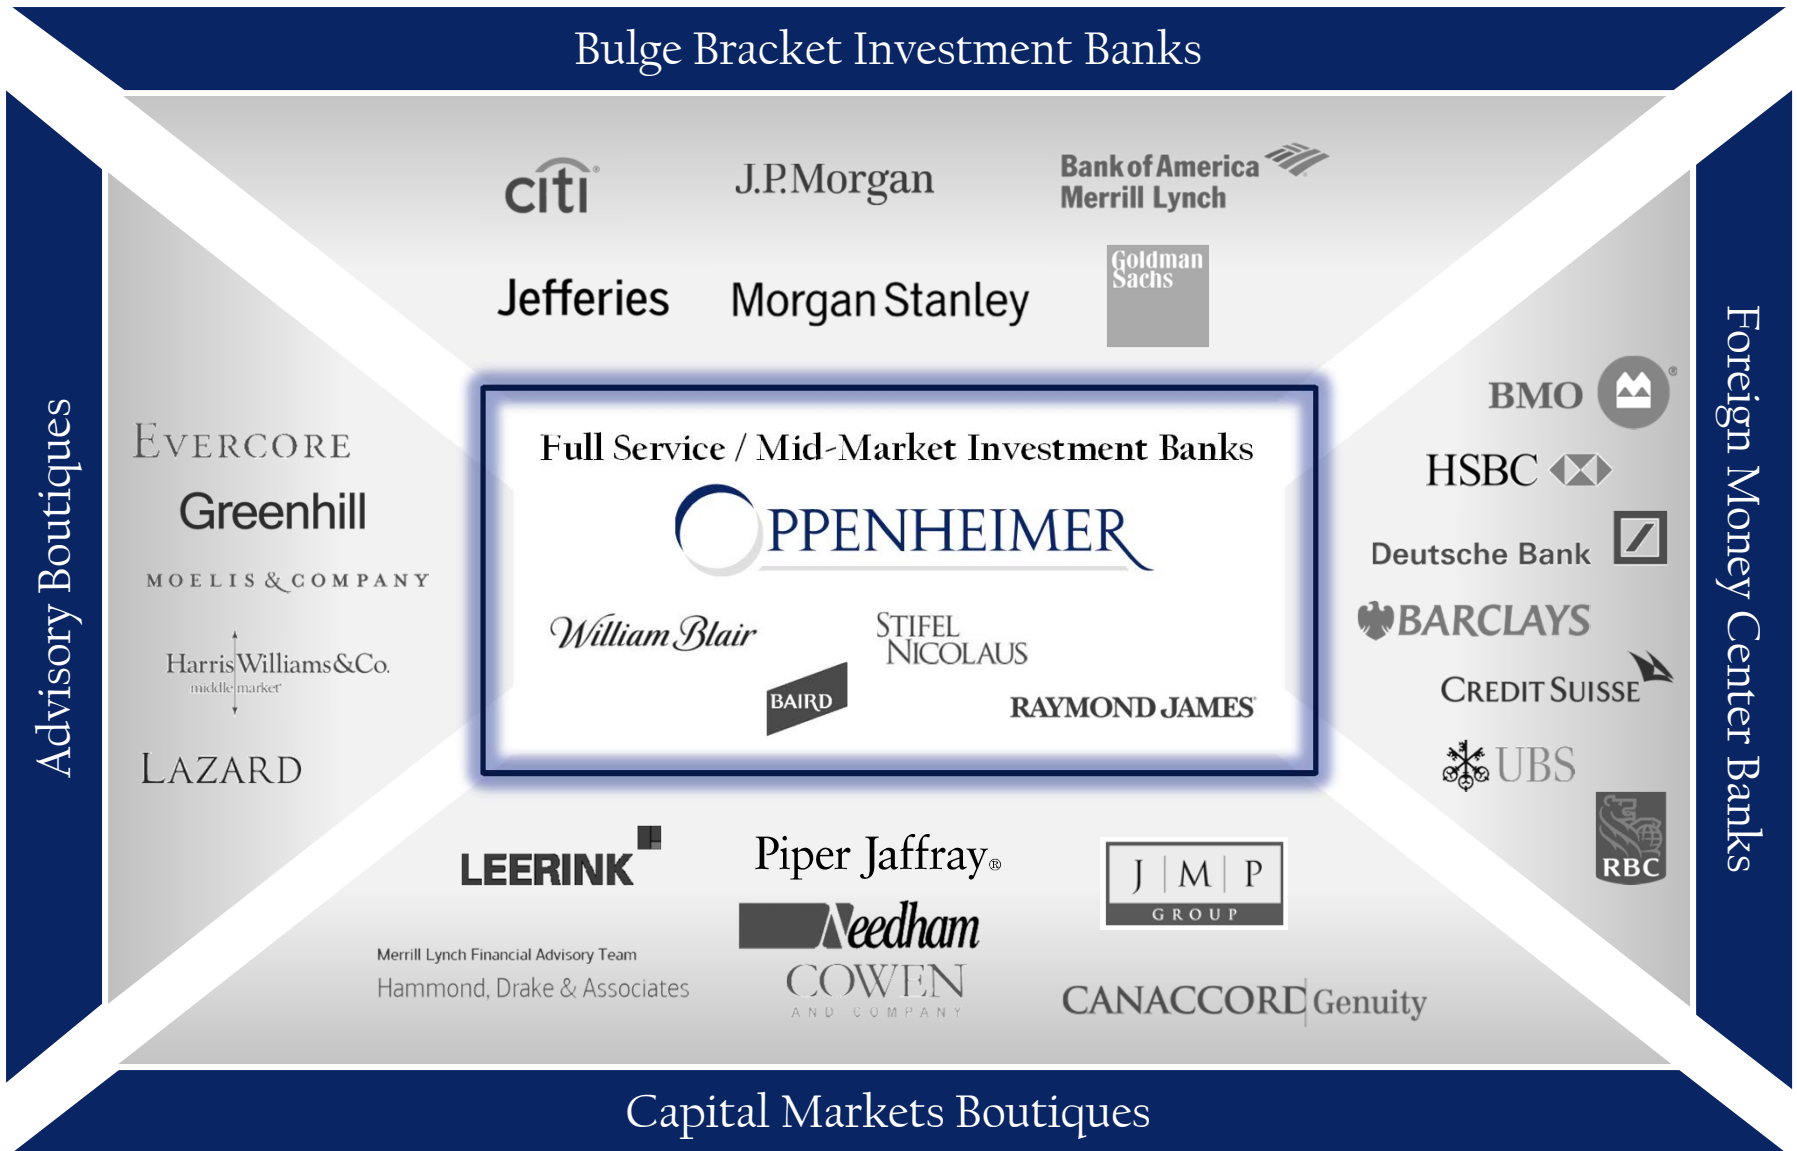 Bulge Bracket Investment Banks
citi®
J.P.Morgan
Bank of America
Merrill Lynch
Jefferies
Morgan Stanley
Goldman
Sachs
Advisory Boutiques
EVERCORE
Greenhill
MOELIS & COMPANY
Harris Williams & Co.
middle market®
LAZARD
Full Service / Mid-Market Investment Banks
OPPENHEIMER
William Blair
STIFEL
NICOLAUS
BAIRD
RAYMOND JAMES®
Foreign Money Center Banks
BMO ®
HSBC
Deutsche Bank
BARCLAYS
CREDIT SUISSE
UBS
RBC
LEERINK
Piper Jaffray®
J | M | P
GROUP
Needham
Merrill Lynch Financial Advisory Team
Hammond, Drake & Associates
COWEN
AND COMPANY
CANACCORD Genuity
Capital Markets Boutiques